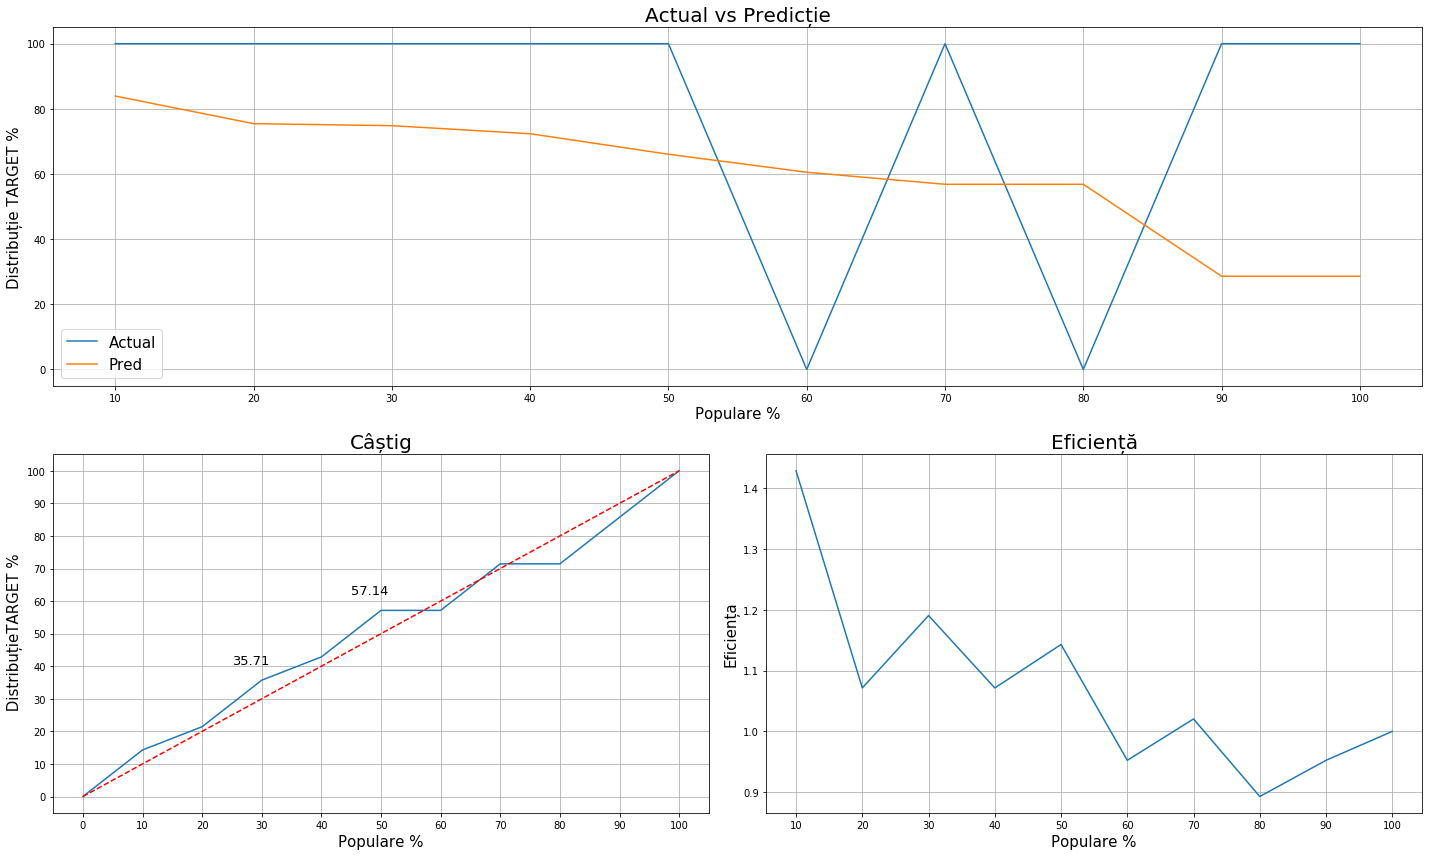 Actual vs Predicție
Distribuție TARGET %
100
80
60
40
20
0
Actual
Pred
10 20 30 40 50 60 70 80 90 100
Populare %
Câștig
DistribuțieTARGET %
100
90
80
70
60
50
40
30
20
10
0
57.14
35.71
0 10 20 30 40 50 60 70 80 90 100
Populare %
Eficiență
Eficiența
1.4
1.3
1.2
1.1
1.0
0.9
10 20 30 40 50 60 70 80 90 100
Populare %